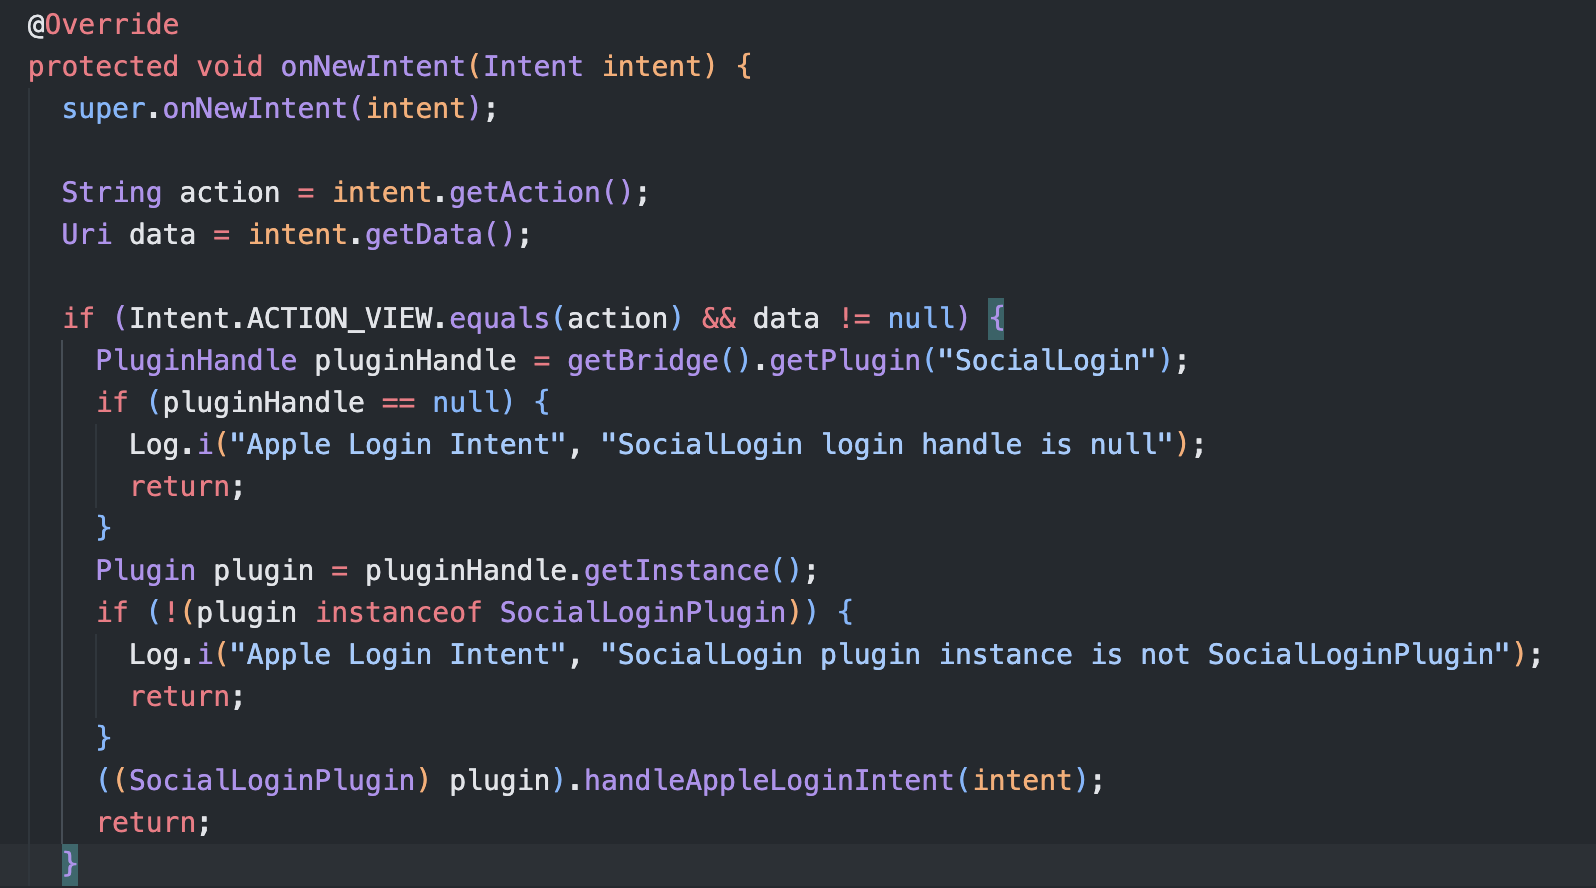 @Override
protected void onNewIntent(Intent intent) {
super.onNewIntent(intent);
String action = intent.getAction();
Uri data = intent.getData();
if (Intent.ACTION_VIEW.equals(action) && data != null) {
PluginHandle pluginHandle = getBridge().getPlugin("SocialLogin");
if (pluginHandle == null) {
Log.i("Apple Login Intent", "SocialLogin login handle is null");
return;
}
Plugin plugin = pluginHandle.getInstance();
if (!(plugin instanceof SocialLoginPlugin)) {
Log.i("Apple Login Intent", "SocialLogin plugin instance is not SocialLoginPlugin");
return;
}
((SocialLoginPlugin) plugin).handleAppleLoginIntent(intent);
return;
}